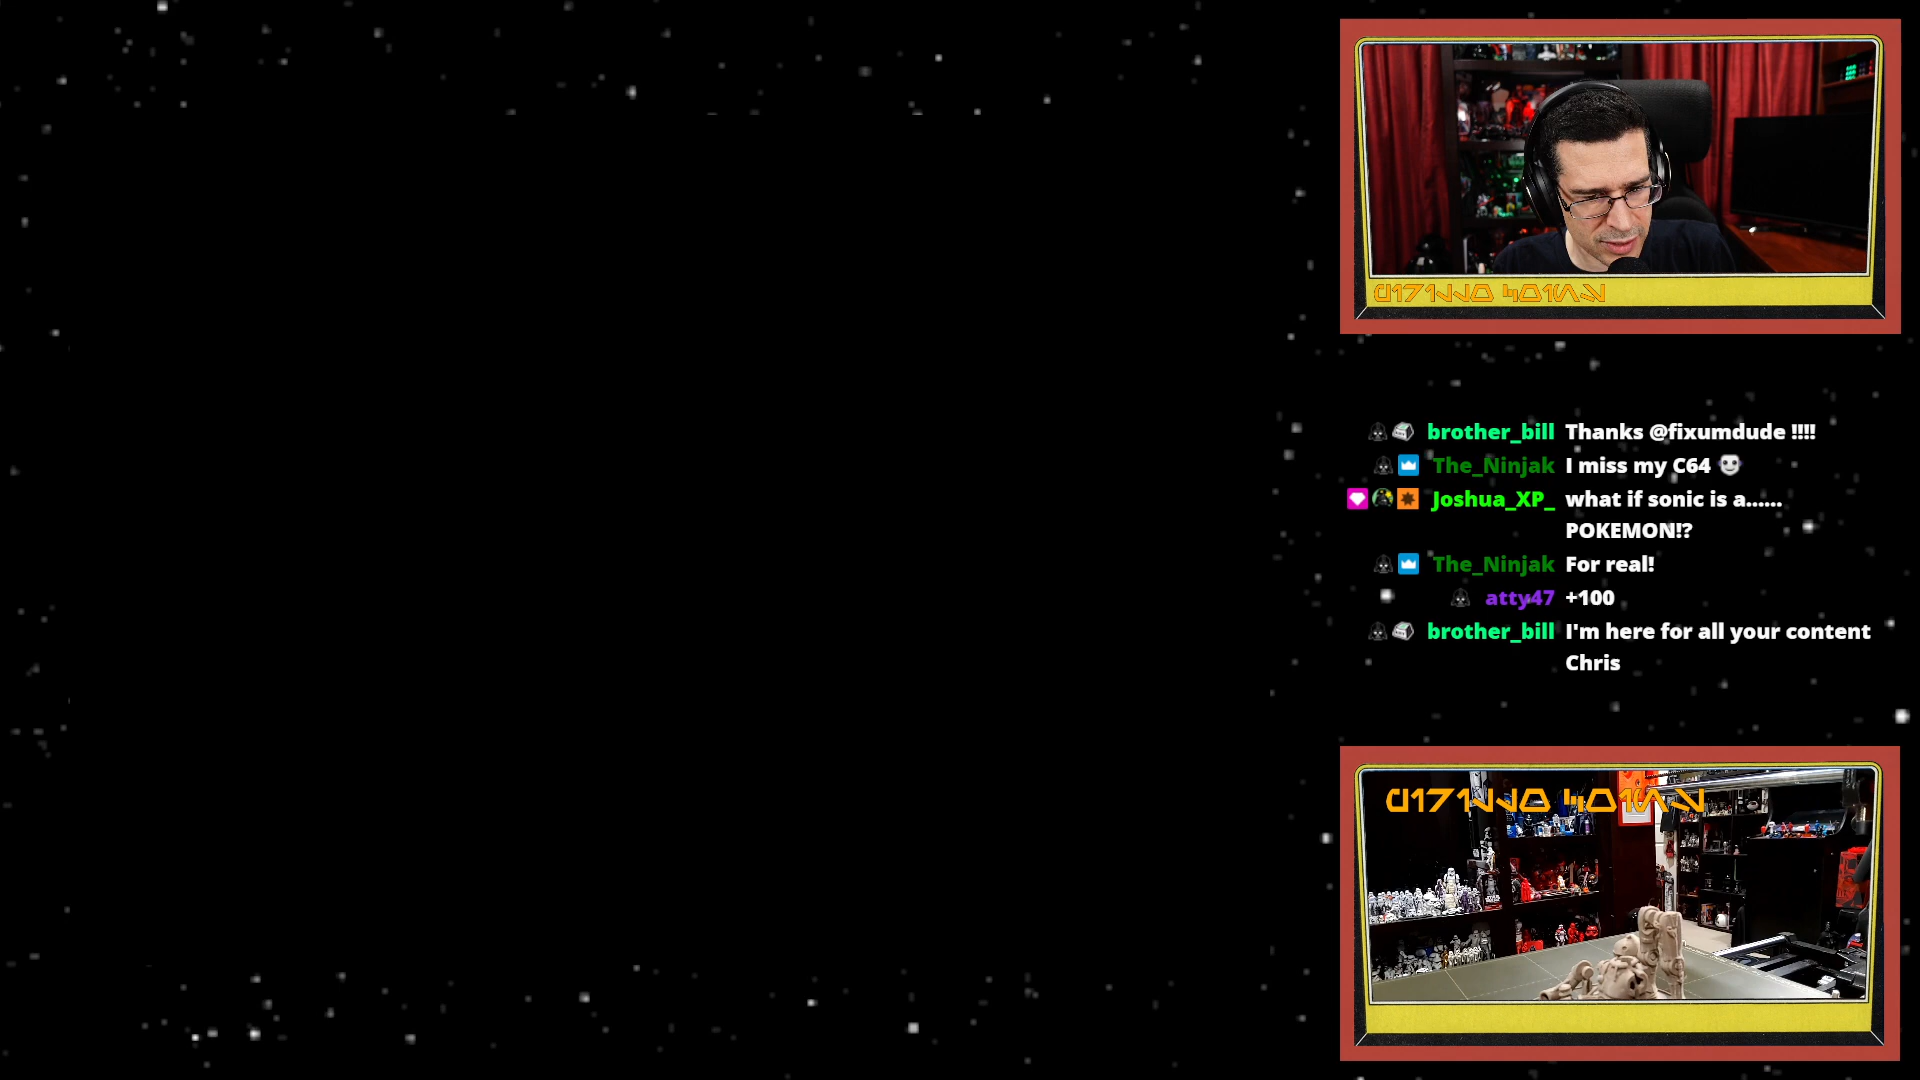 brother_bill Thanks @fixumdude !!!!
The_Ninjak I miss my C64
Joshua_XP_ what if sonic is a......
POKEMON!?
The_Ninjak For real!
atty47 +100
brother_bill I'm here for all your content
Chris